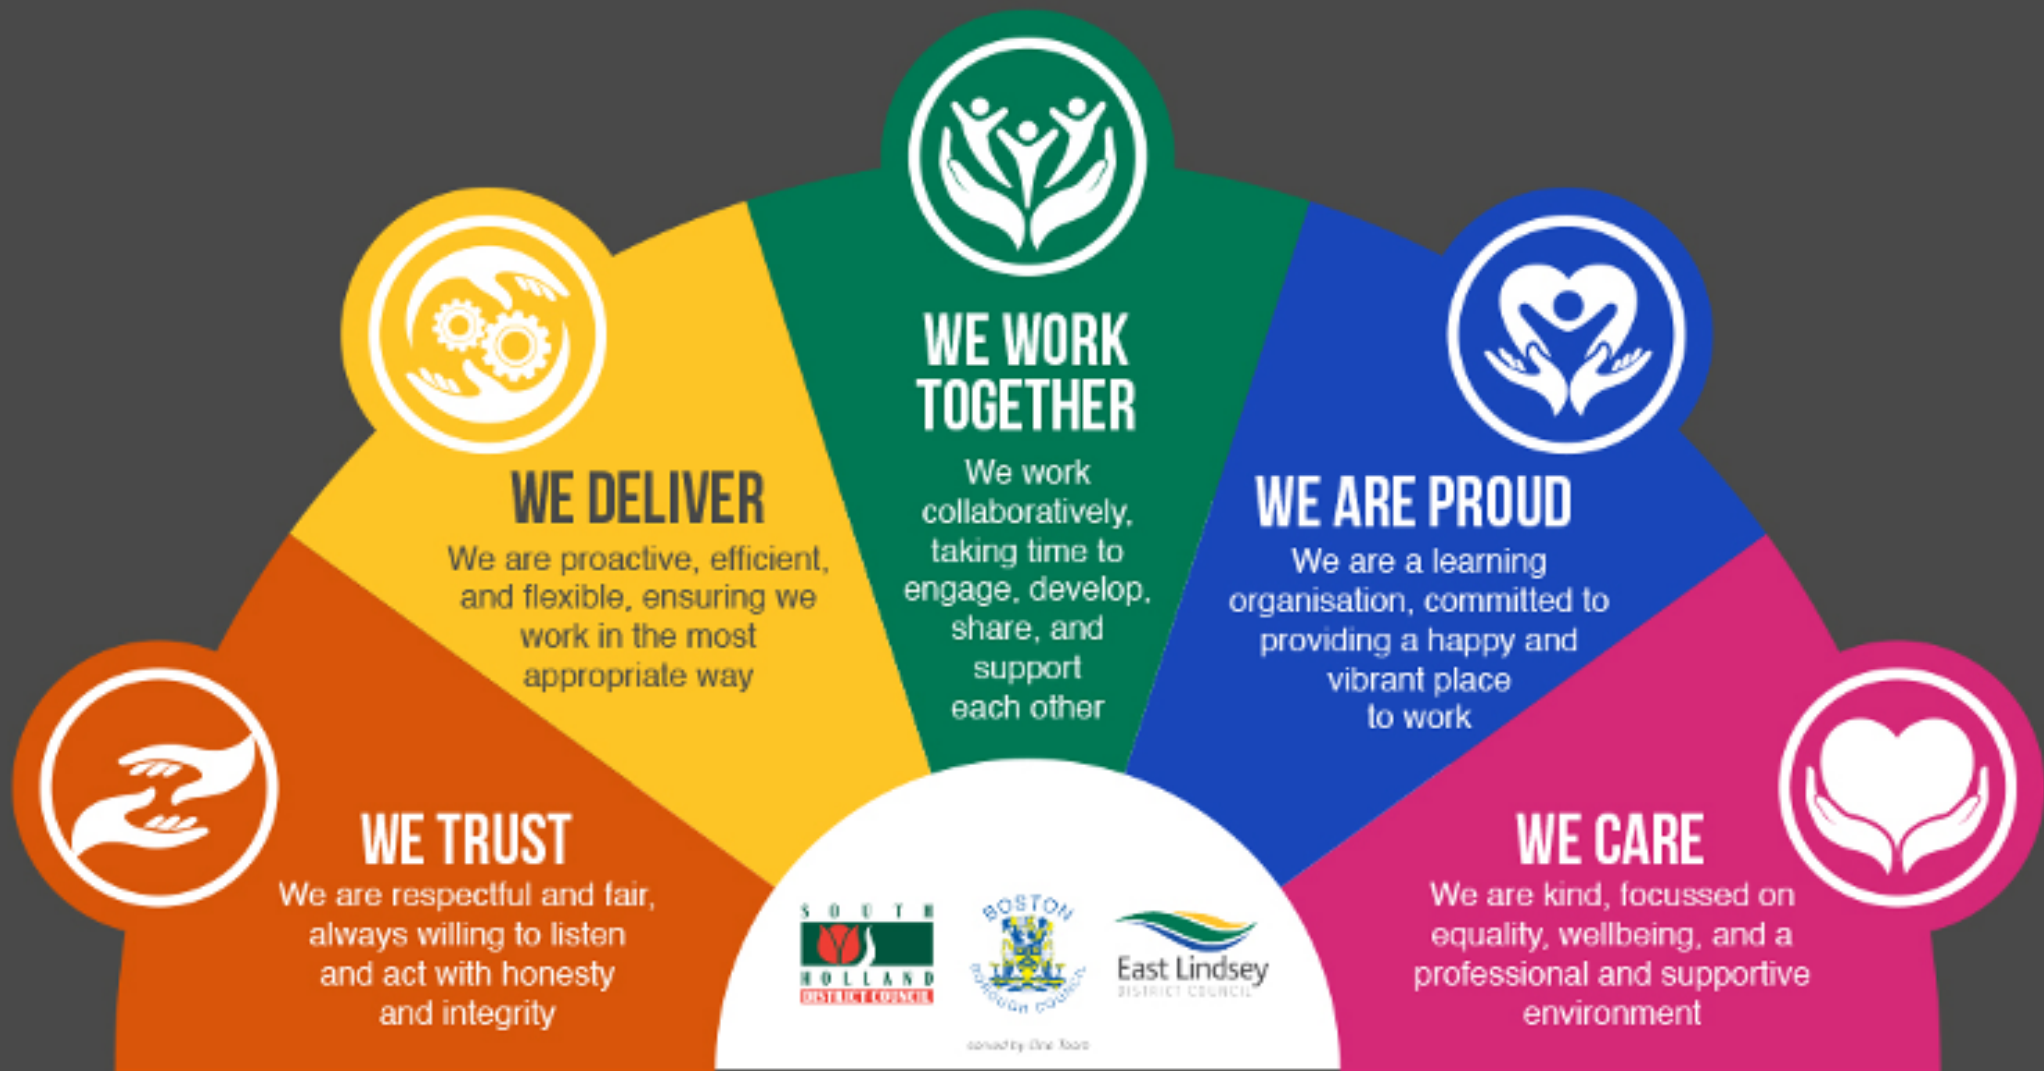 WE TRUST
We are respectful and fair,
always willing to listen
and act with honesty
and integrity
WE DELIVER
We are proactive, efficient,
and flexible, ensuring we
work in the most
appropriate way
WE WORK
TOGETHER
We work
collaboratively,
taking time to
engage, develop,
share, and
support
each other
WE ARE PROUD
We are a learning
organisation, committed to
providing a happy and
vibrant place
to work
WE CARE
We are kind, focussed on
equality, wellbeing, and a
professional and supportive
environment
SOUTH
HOLLAND
DISTRICT COUNCIL
BOSTON
BOROUGH COUNCIL
East Lindsey
DISTRICT COUNCIL
served by One Team